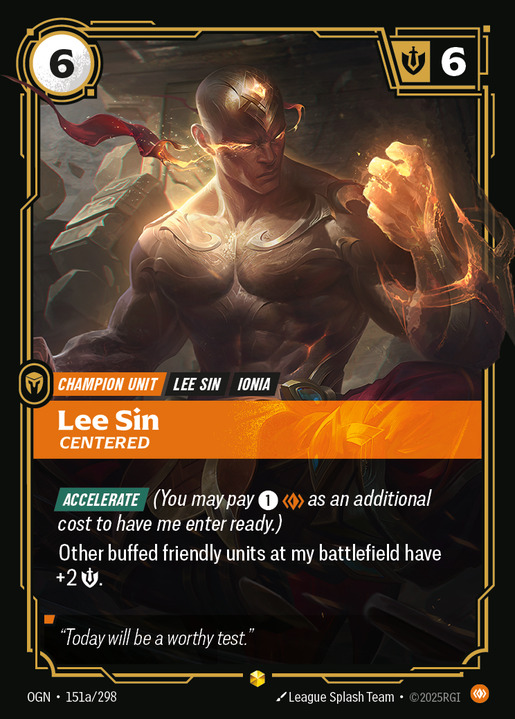 6
6
CHAMPION UNIT LEE SIN IONIA
Lee Sin
CENTERED
ACCELERATE (You may pay 1 as an additional
cost to have me enter ready.)
Other buffed friendly units at my battlefield have
+2 .
“Today will be a worthy test.”
OGN • 151a/298 League Splash Team • ©2025RGI